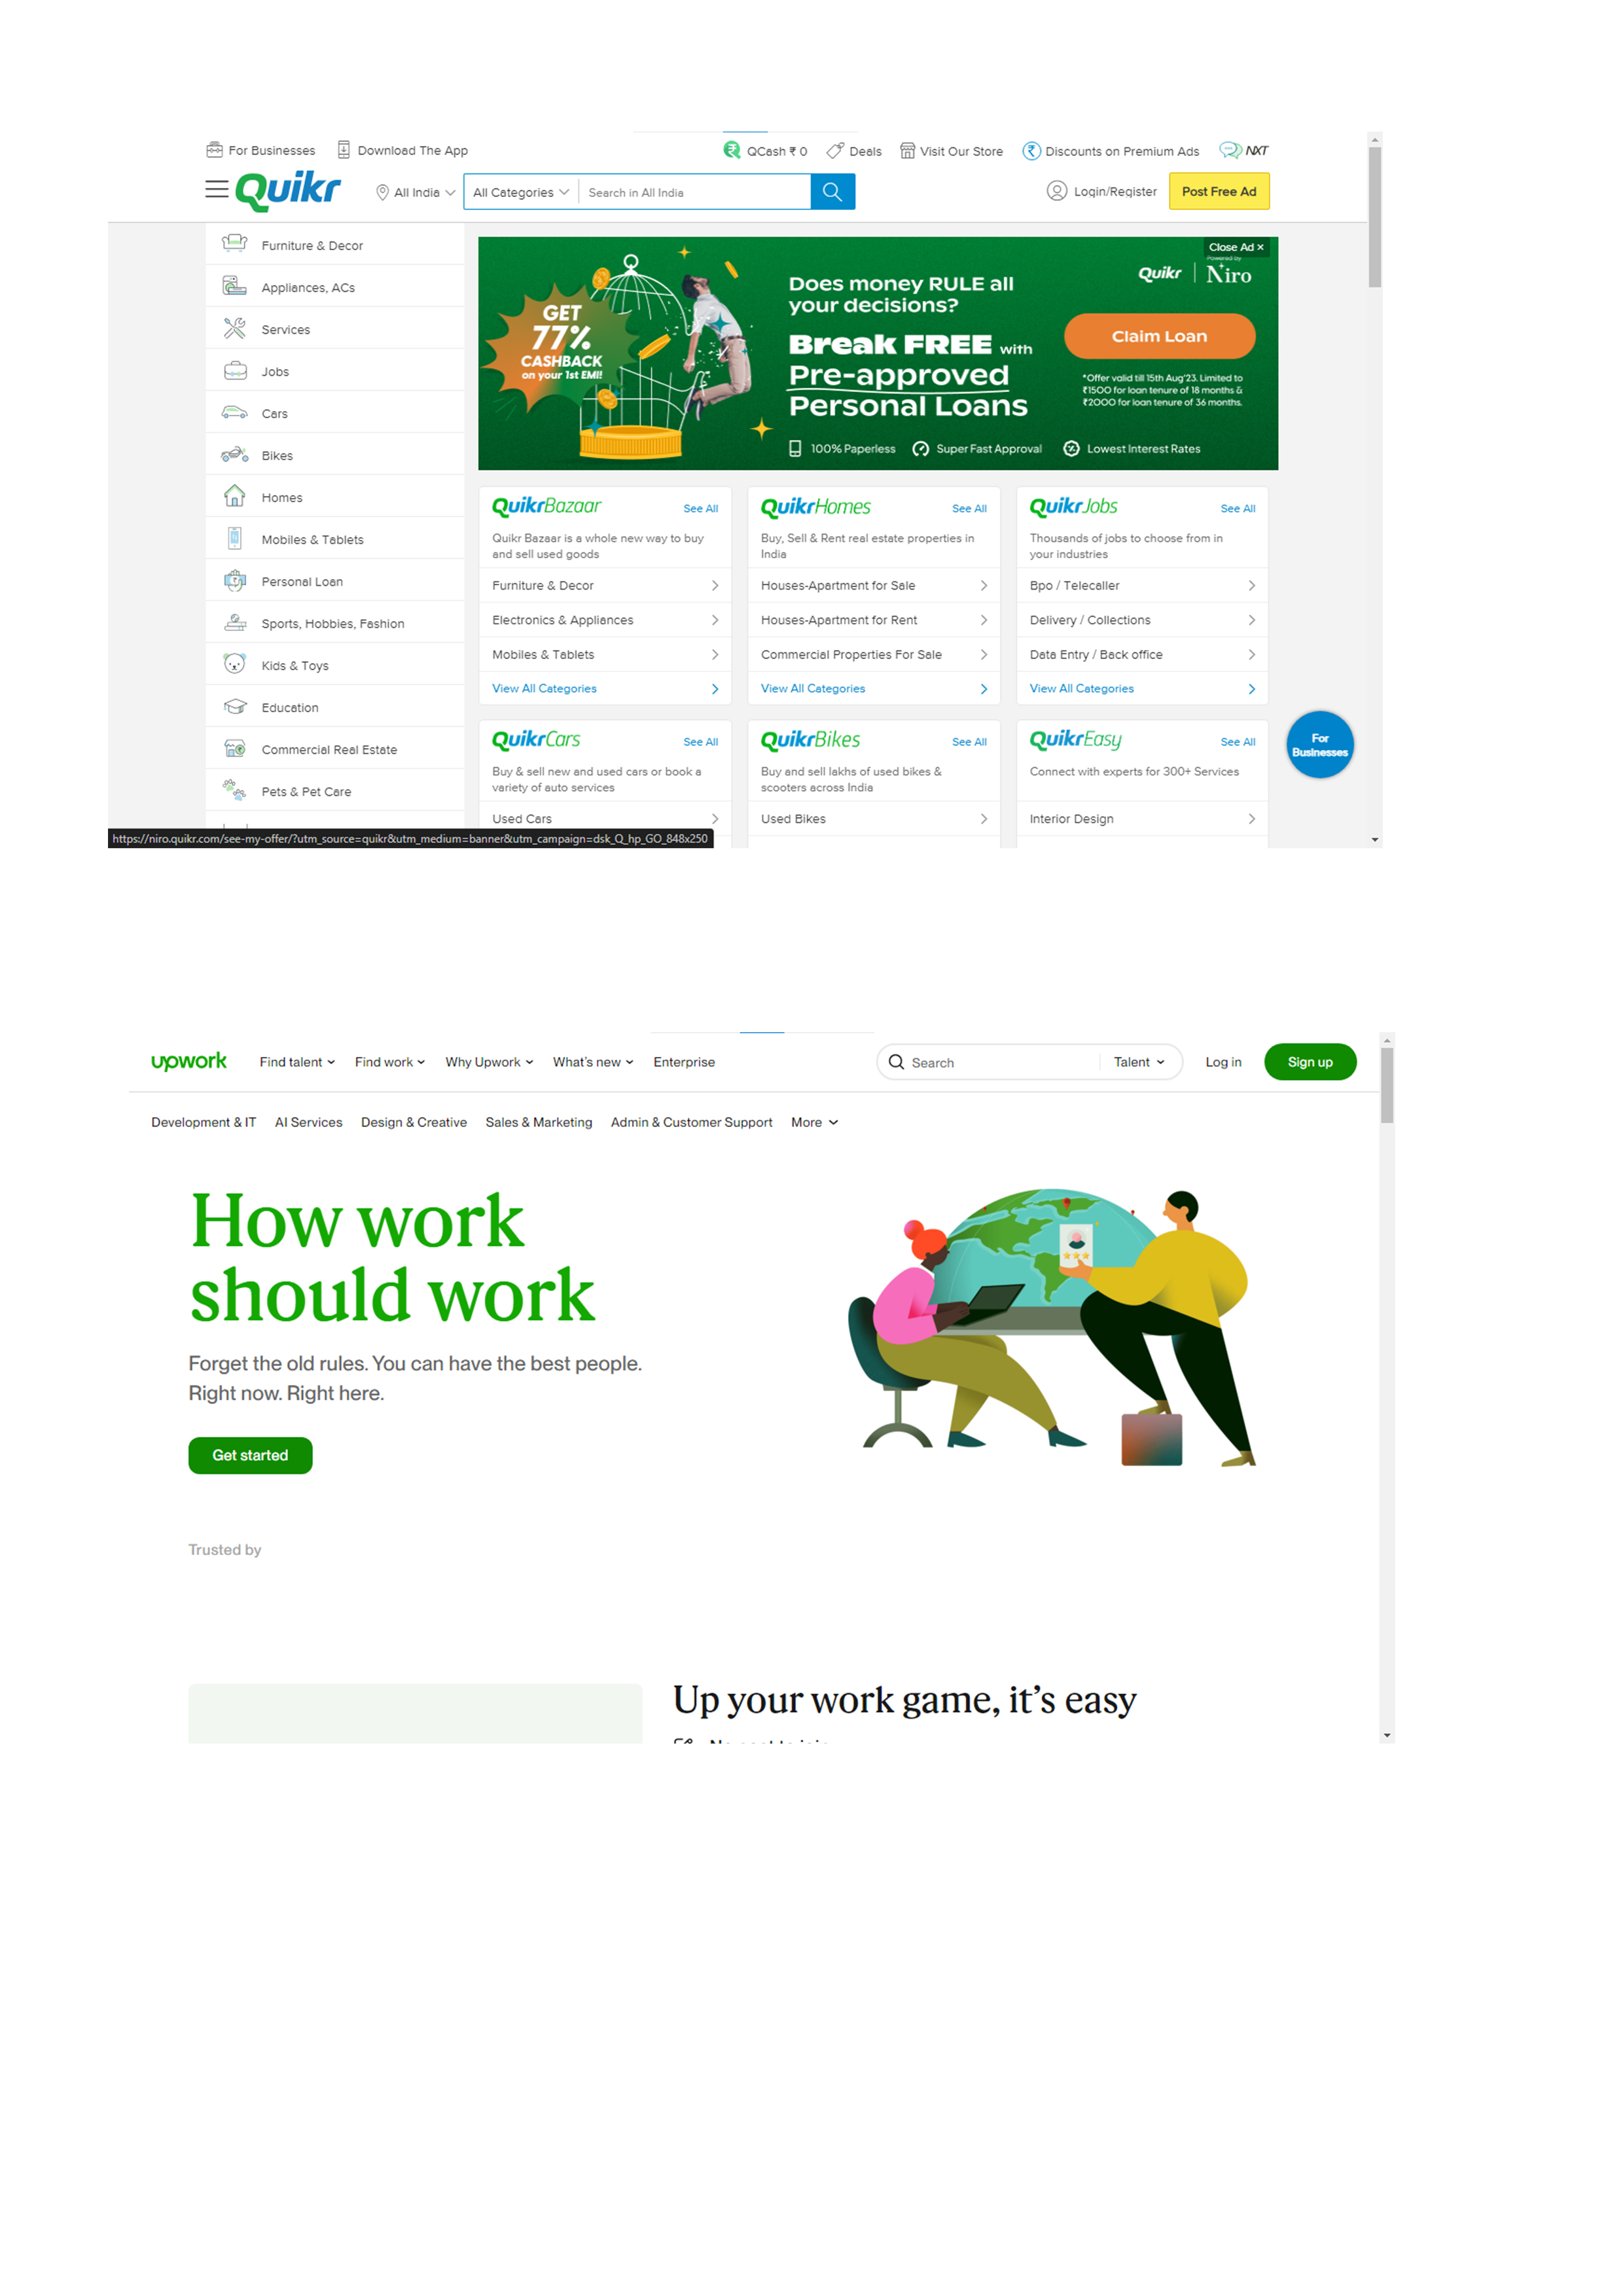 For Businesses Download The App QCash ₹ 0 Deals Visit Our Store Discounts on Premium Ads NXT
Quikr All India All Categories Search in All India Login/Register Post Free Ad
Furniture & Decor
Appliances, ACs
Services
Jobs
Cars
Bikes
Homes
Mobiles & Tablets
Personal Loan
Sports, Hobbies, Fashion
Kids & Toys
Education
Commercial Real Estate
Pets & Pet Care
Close Ad ×
GET
77%
CASHBACK
on your 1st EMI!
Does money RULE all
your decisions?
Break FREE with
Pre-approved
Personal Loans
100% Paperless Super Fast Approval Lowest Interest Rates
Powered by
Quikr Niro
Claim Loan
*Offer valid till 15th Aug'23. Limited to
₹1500 for loan tenure of 18 months &
₹2000 for loan tenure of 36 months.
QuikrBazaar See All
Quikr Bazaar is a whole new way to buy
and sell used goods
Furniture & Decor
Electronics & Appliances
Mobiles & Tablets
View All Categories
QuikrHomes See All
Buy, Sell & Rent real estate properties in
India
Houses-Apartment for Sale
Houses-Apartment for Rent
Commercial Properties For Sale
View All Categories
QuikrJobs See All
Thousands of jobs to choose from in
your industries
Bpo / Telecaller
Delivery / Collections
Data Entry / Back office
View All Categories
QuikrCars See All
Buy & sell new and used cars or book a
variety of auto services
Used Cars
QuikrBikes See All
Buy and sell lakhs of used bikes &
scooters across India
Used Bikes
QuikrEasy See All
Connect with experts for 300+ Services
Interior Design
For
Businesses
https://niro.quikr.com/see-my-offer/?utm_source=quikr&utm_medium=banner&utm_campaign=dsk_Q_hp_GO_848x250
upwork Find talent Find work Why Upwork What's new Enterprise Search Talent Log in Sign up
Development & IT AI Services Design & Creative Sales & Marketing Admin & Customer Support More
How work
should work
Forget the old rules. You can have the best people.
Right now. Right here.
Get started
Trusted by
Up your work game, it's easy